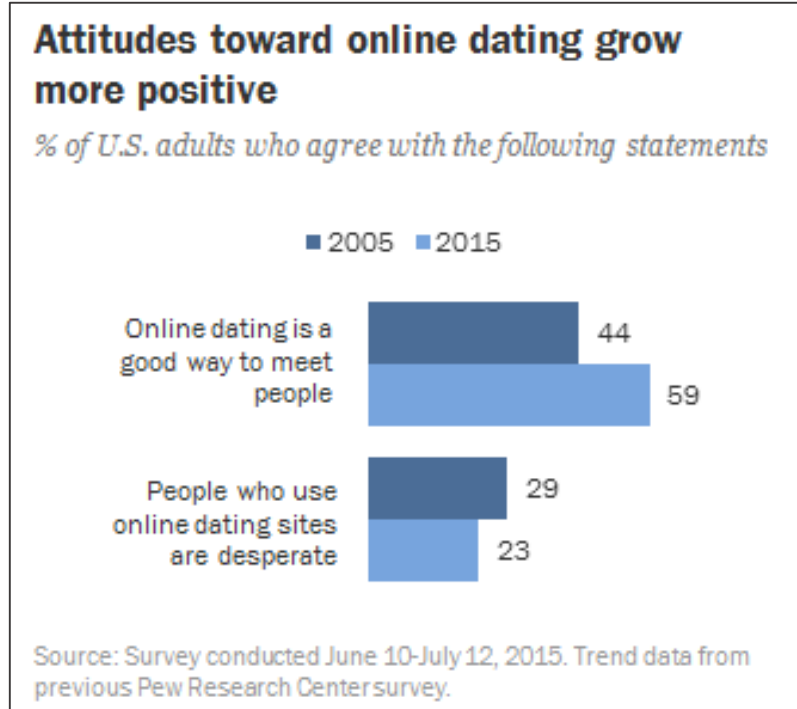 Attitudes toward online dating grow
more positive
% of U.S. adults who agree with the following statements
2005 2015
Online dating is a
good way to meet
people
44
59
People who use
online dating sites
are desperate
29
23
Source: Survey conducted June 10-July 12, 2015. Trend data from
previous Pew Research Center survey.